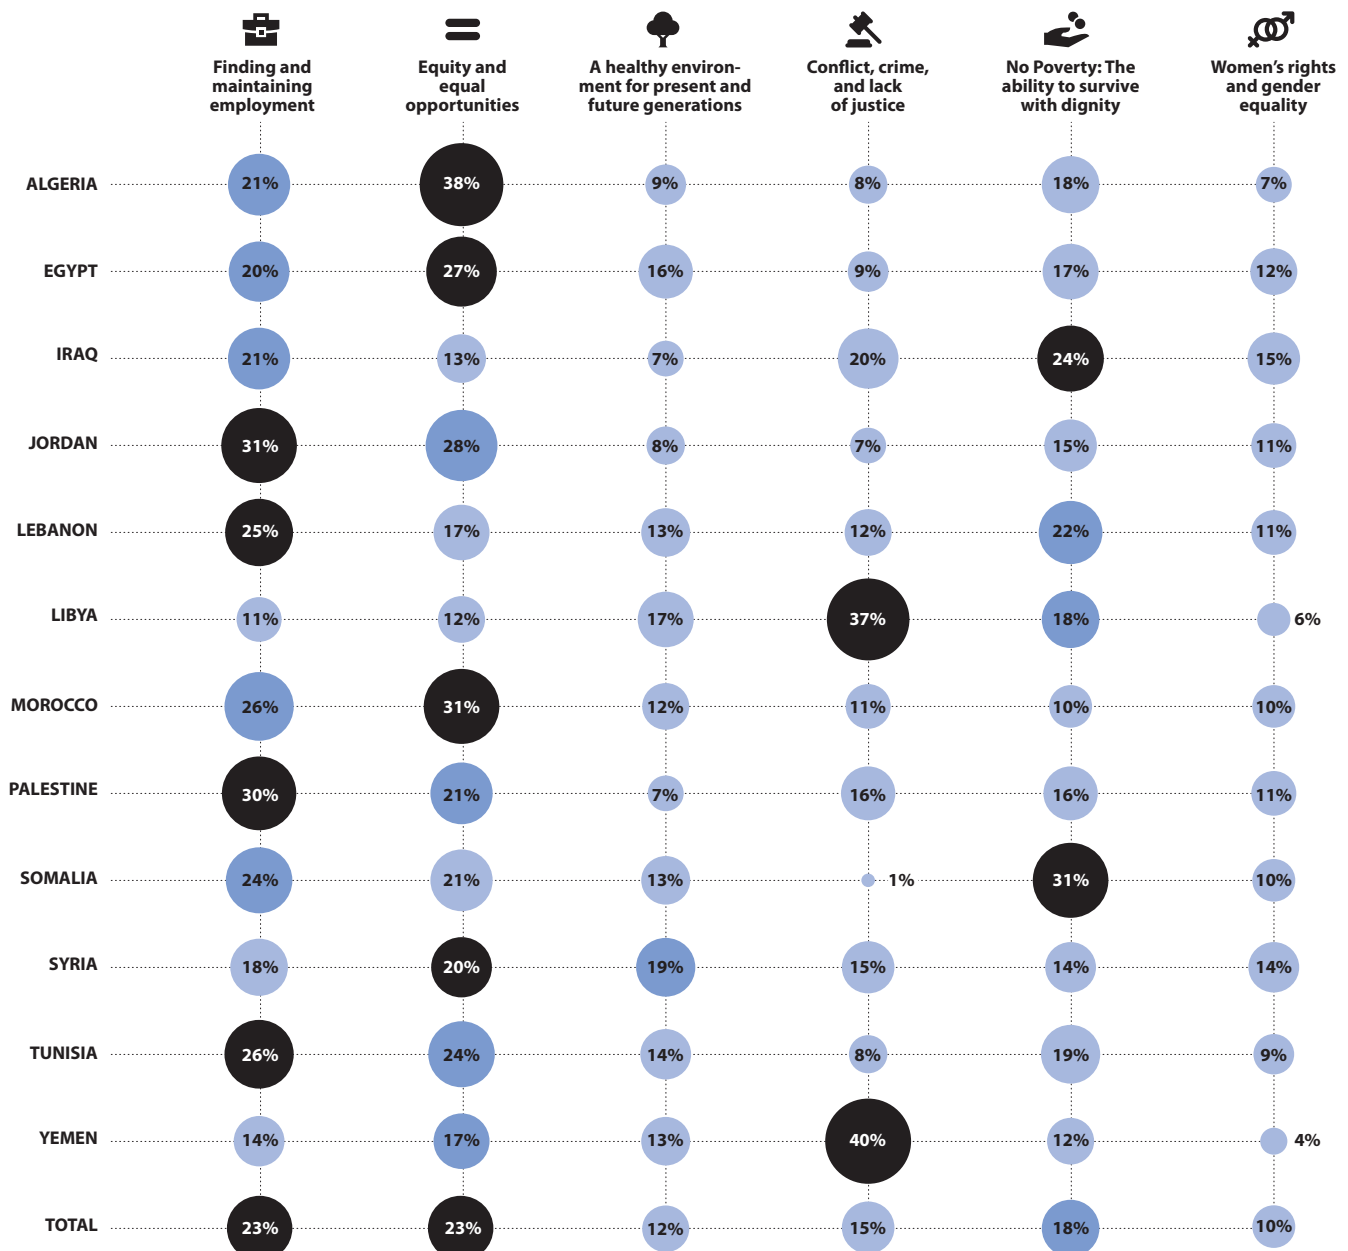 Finding and
maintaining
employment
Equity and
equal
opportunities
A healthy environ-
ment for present and
future generations
Conflict, crime,
and lack
of justice
No Poverty: The
ability to survive
with dignity
Women's rights
and gender
equality
ALGERIA 21% 38% 9% 8% 18% 7%
EGYPT 20% 27% 16% 9% 17% 12%
IRAQ 21% 13% 7% 20% 24% 15%
JORDAN 31% 28% 8% 7% 15% 11%
LEBANON 25% 17% 13% 12% 22% 11%
LIBYA 11% 12% 17% 37% 18% 6%
MOROCCO 26% 31% 12% 11% 10% 10%
PALESTINE 30% 21% 7% 16% 16% 11%
SOMALIA 24% 21% 13% 1% 31% 10%
SYRIA 18% 20% 19% 15% 14% 14%
TUNISIA 26% 24% 14% 8% 19% 9%
YEMEN 14% 17% 13% 40% 12% 4%
TOTAL 23% 23% 12% 15% 18% 10%